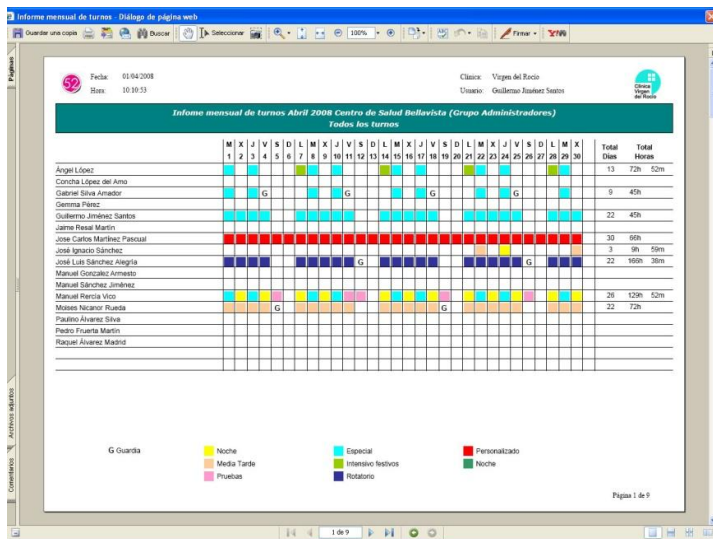 Informe mensual de turnos - Diálogo de página web
Guardar una copia Buscar Seleccionar 100% Firmar Y!
Páginas
52
Fecha: 01/04/2008
Hora: 10:10:53
Clínica: Virgen del Rocio
Usuario: Guillermo Jiménez Santos
Clínica
Virgen
del Rocío
Infome mensual de turnos Abril 2008 Centro de Salud Bellavista (Grupo Administradores)
Todos los turnos
M X J V S D L M X J V S D L M X J V S D L M X J V S D L M X
1 2 3 4 5 6 7 8 9 10 11 12 13 14 15 16 17 18 19 20 21 22 23 24 25 26 27 28 29 30
Total Días Total Horas
Ángel López 13 72h 52m
Concha López del Amo
Gabriel Silva Amador G G G G 9 45h
Gemma Pérez
Guillermo Jiménez Santos 22 45h
Jaime Resal Martín
Jose Carlos Martínez Pascual 30 66h
José Ignacio Sánchez 3 9h 59m
José Luis Sánchez Alegría G G 22 166h 38m
Manuel Gonzalez Armesto
Manuel Sánchez Jiménez
Manuel Rercía Vico 26 129h 52m
Moises Nicanor Rueda G G 22 72h
Paulino Álvarez Silva
Pedro Fruerta Martín
Raquel Álvarez Madrid
G Guardia
Noche Especial Personalizado
Media Tarde Intensivo festivos Noche
Pruebas Rotatorio
Página 1 de 9
Archivos adjuntos
Comentarios
1 de 9